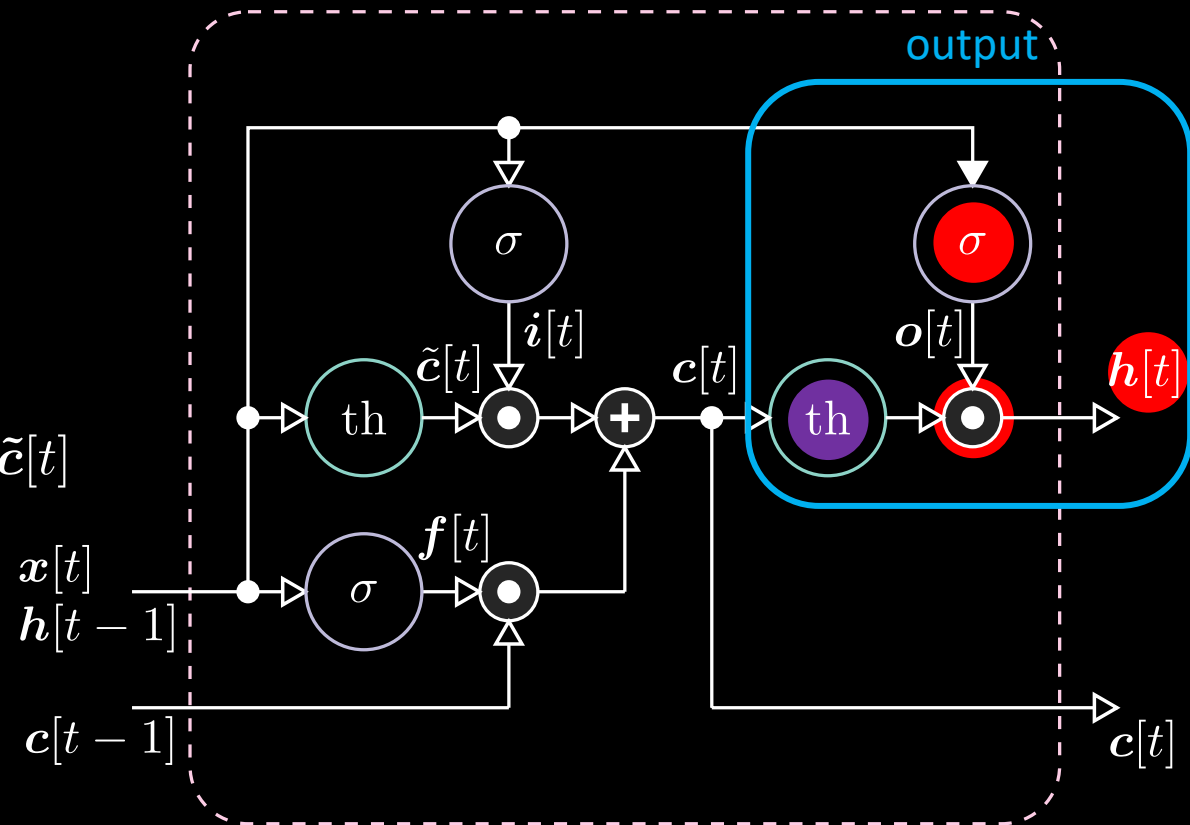 output
σ
σ
i[t]
o[t]
c̃[t]
c[t]
h[t]
th
+
th
c̃[t]
f[t]
x[t]
σ
h[t − 1]
c[t − 1]
c[t]